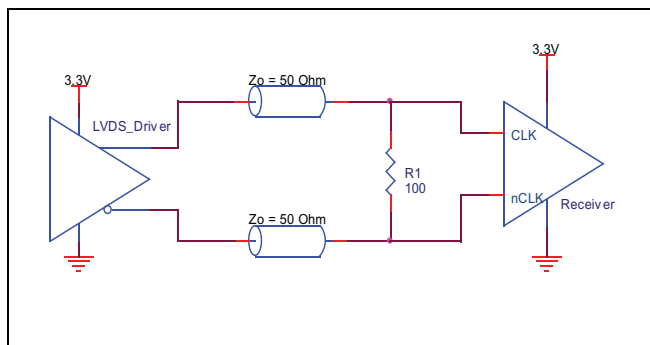 3.3V
LVDS_Driver
Zo = 50 Ohm
Zo = 50 Ohm
R1
100
3.3V
CLK
nCLK
Receiver